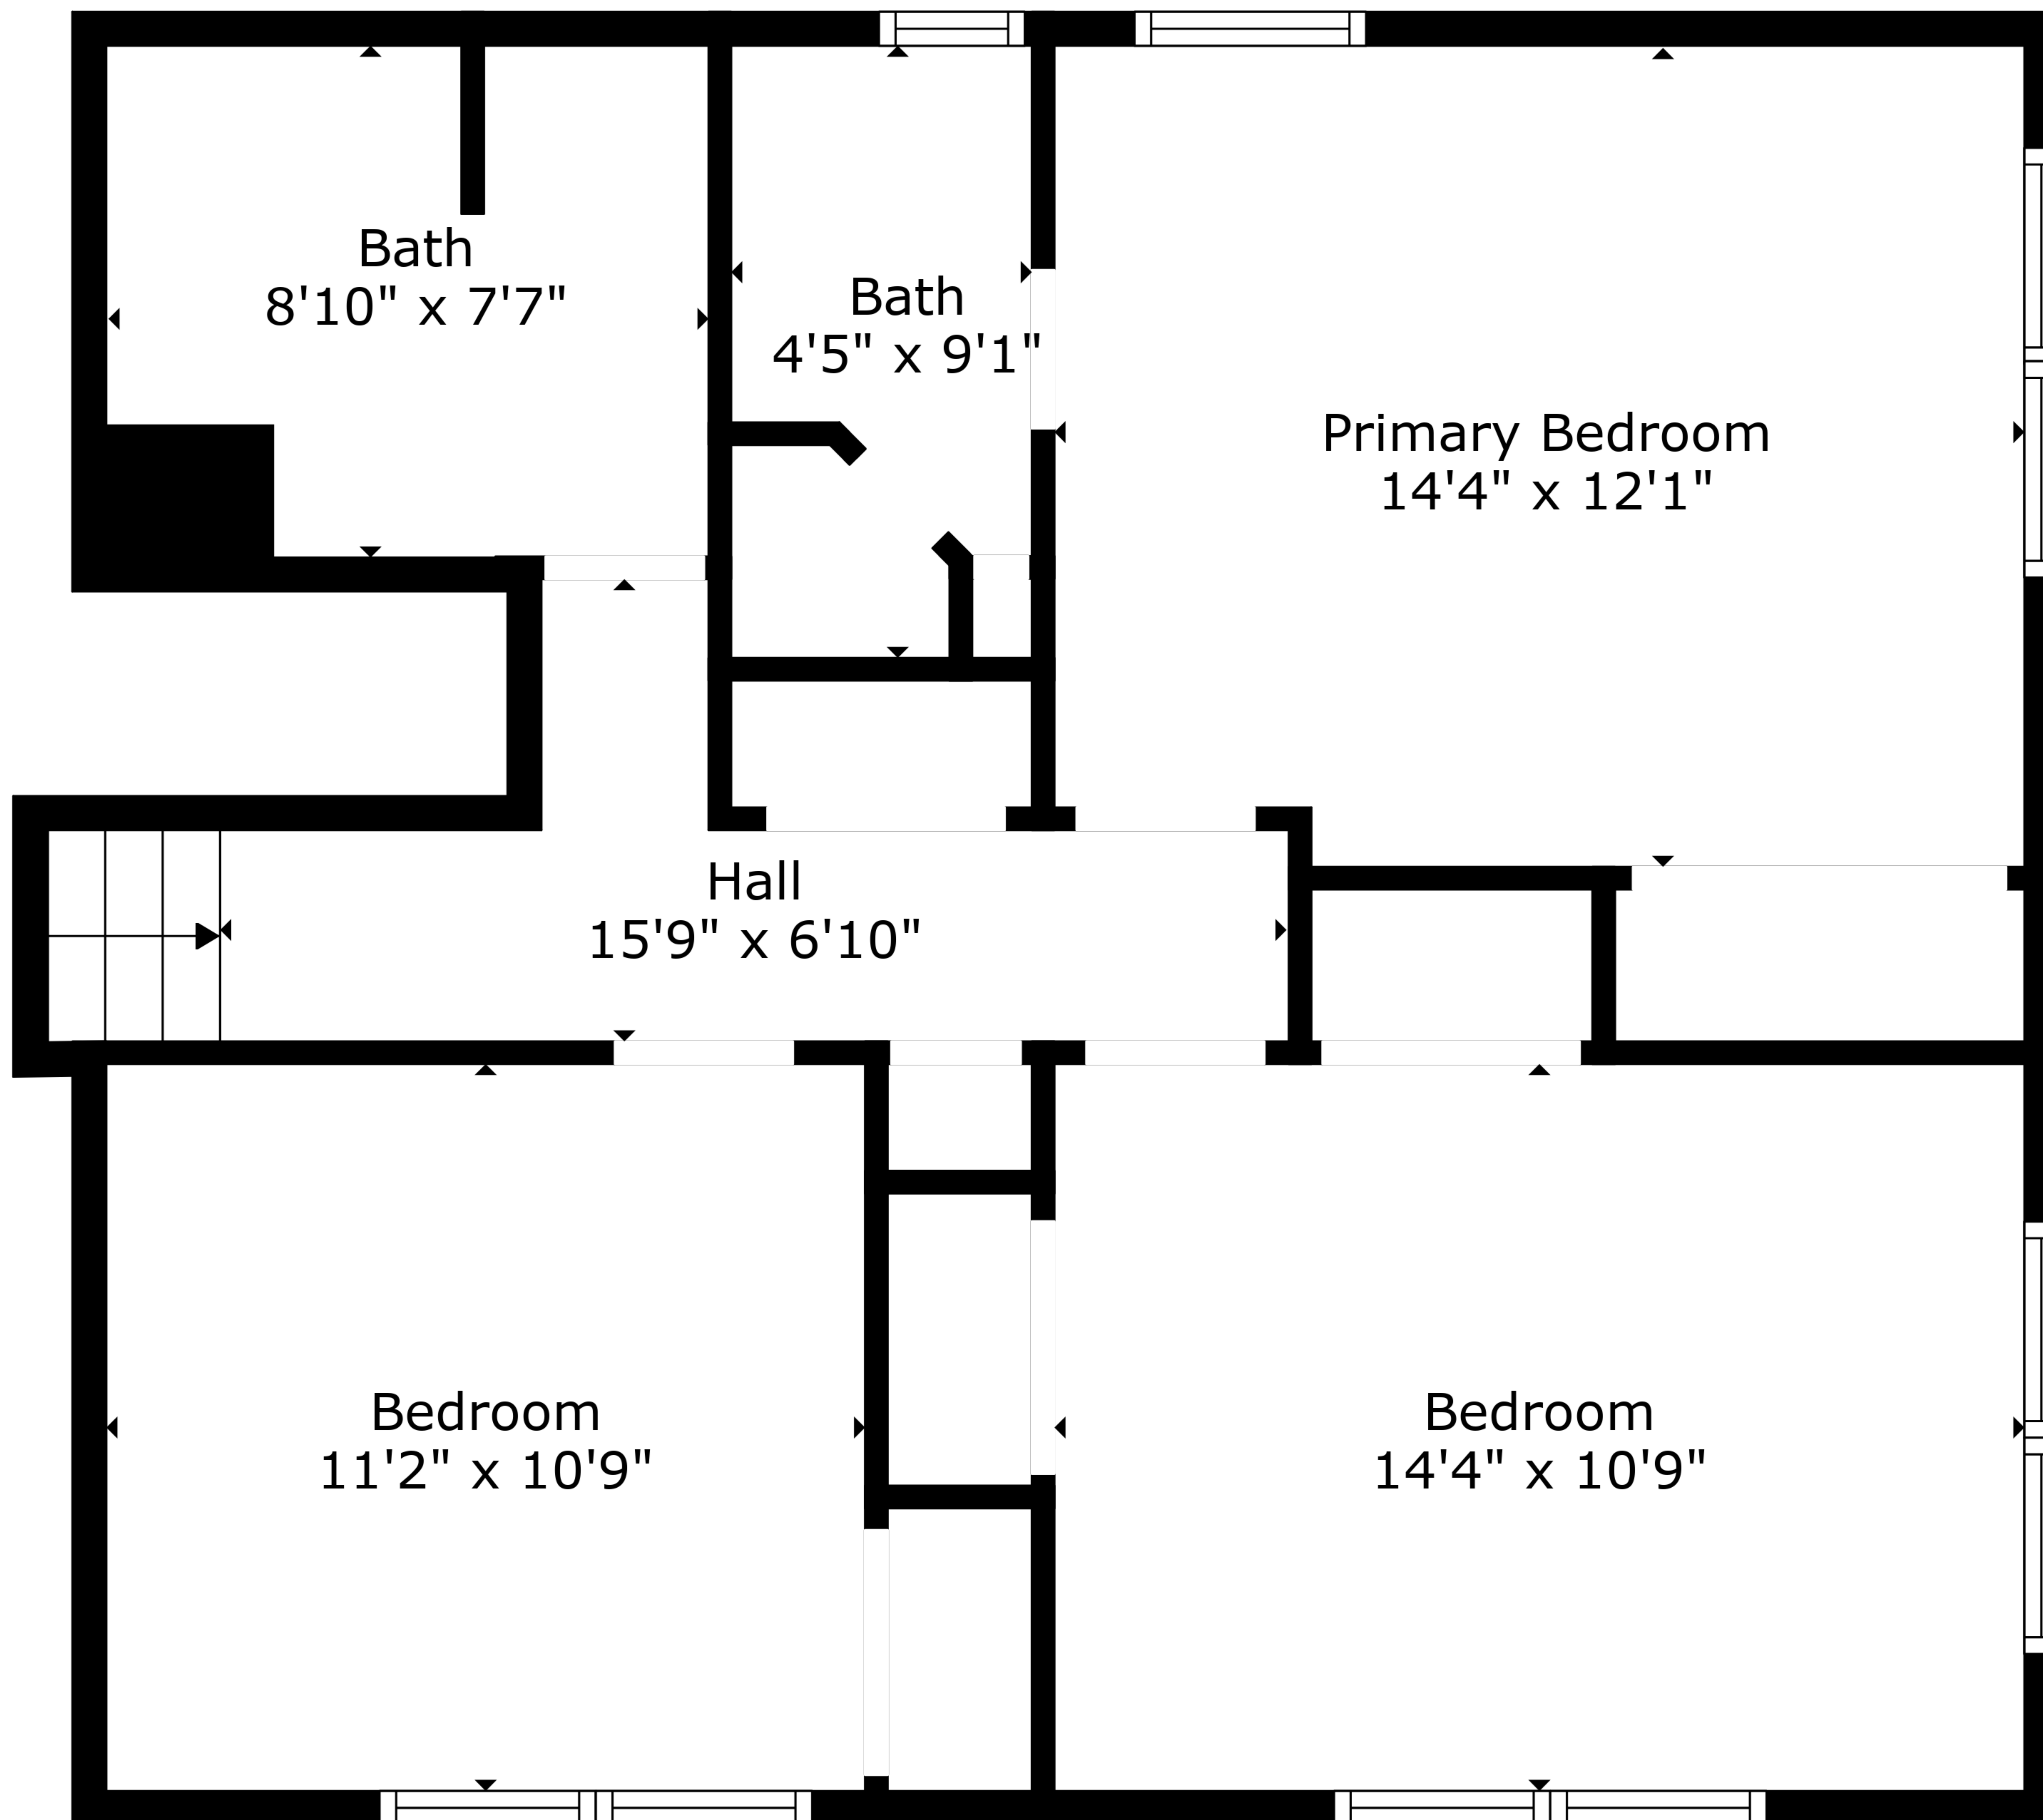 Bath
8'10" x 7'7"
Bath
4'5" x 9'1"
Primary Bedroom
14'4" x 12'1"
Hall
15'9" x 6'10"
Bedroom
11'2" x 10'9"
Bedroom
14'4" x 10'9"